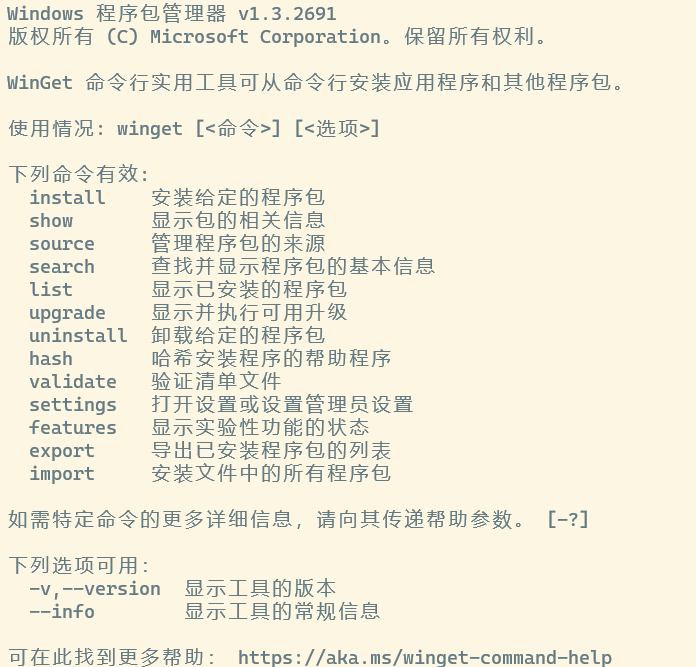 Windows 程序包管理器 v1.3.2691
版权所有 (C) Microsoft Corporation。保留所有权利。
WinGet 命令行实用工具可从命令行安装应用程序和其他程序包。
使用情况: winget [<命令>] [<选项>]
下列命令有效:
install 安装给定的程序包
show 显示包的相关信息
source 管理程序包的来源
search 查找并显示程序包的基本信息
list 显示已安装的程序包
upgrade 显示并执行可用升级
uninstall 卸载给定的程序包
hash 哈希安装程序的帮助程序
validate 验证清单文件
settings 打开设置或设置管理员设置
features 显示实验性功能的状态
export 导出已安装程序包的列表
import 安装文件中的所有程序包
如需特定命令的更多详细信息，请向其传递帮助参数。 [-?]
下列选项可用:
-v,--version 显示工具的版本
--info 显示工具的常规信息
可在此找到更多帮助: https://aka.ms/winget-command-help